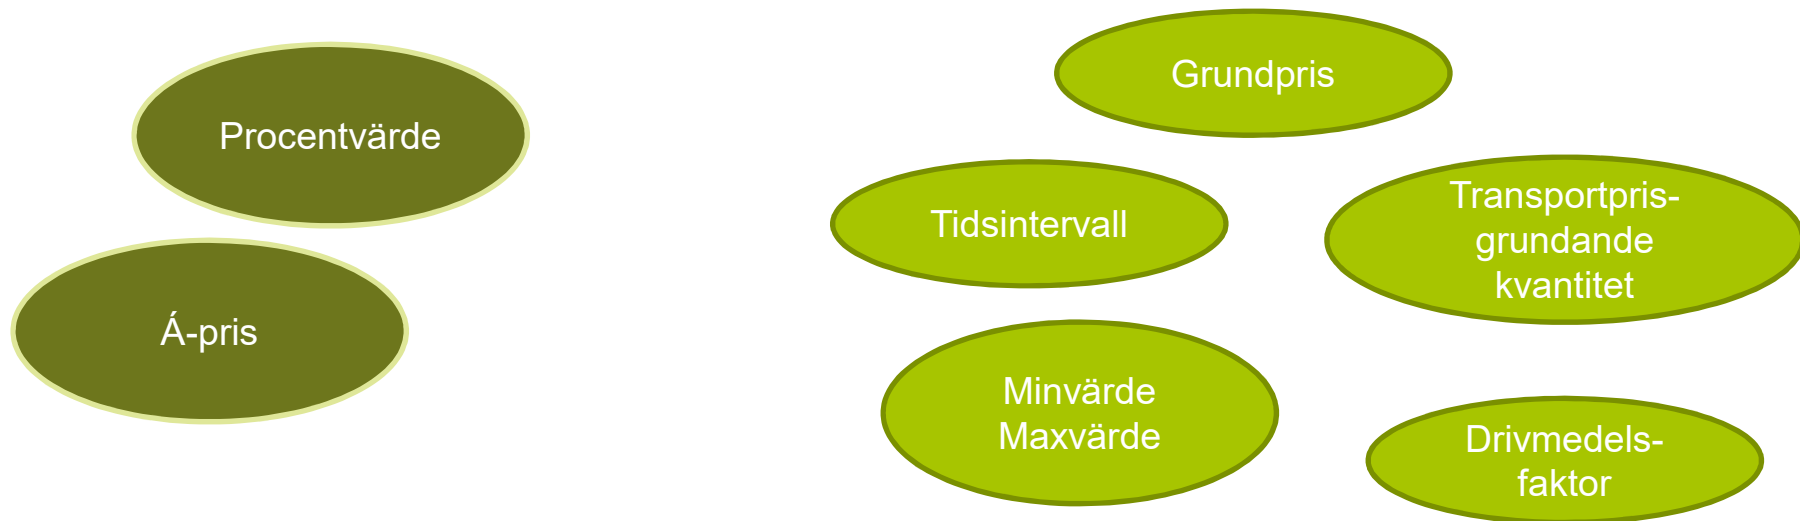 Procentvärde
Á-pris
Grundpris
Tidsintervall
Transportpris-
grundande
kvantitet
Minvärde
Maxvärde
Drivmedels-
faktor